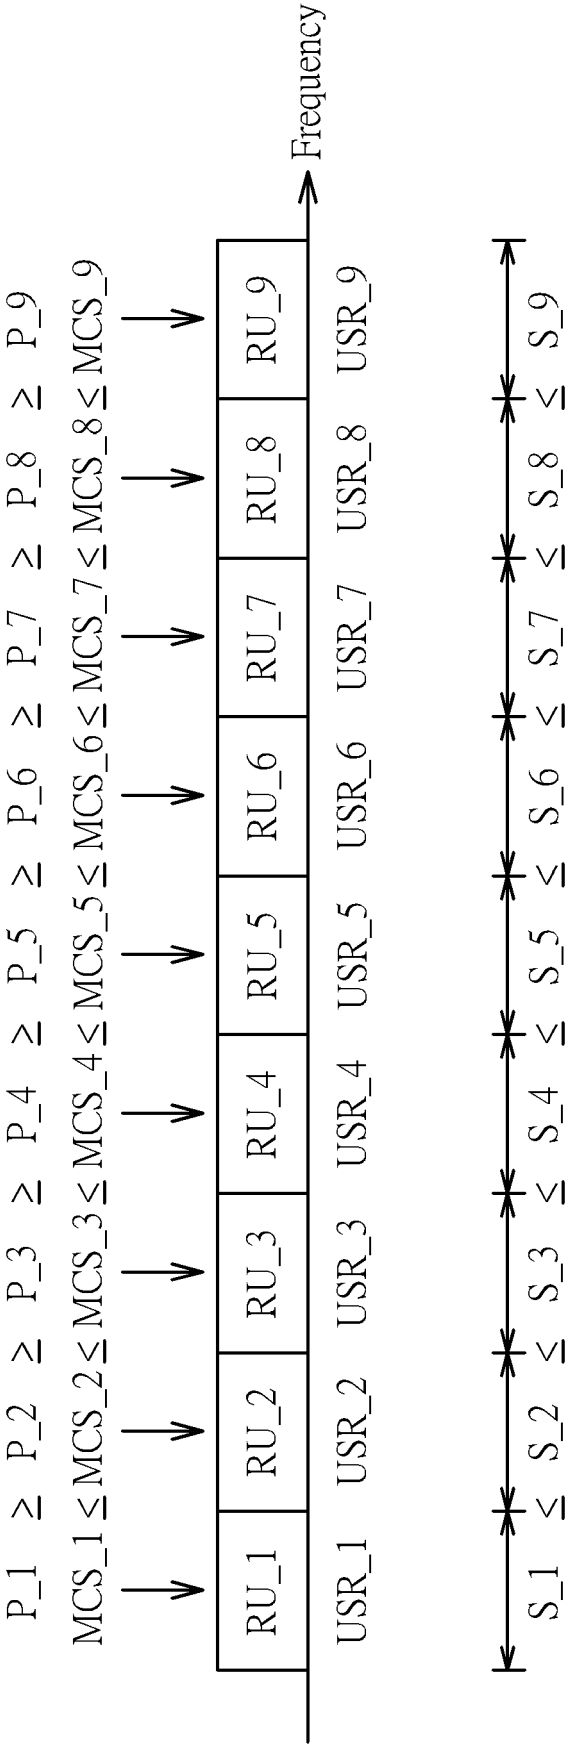 P_1 ≥ P_2 ≥ P_3 ≥ P_4 ≥ P_5 ≥ P_6 ≥ P_7 ≥ P_8 ≥ P_9
MCS_1 ≤ MCS_2 ≤ MCS_3 ≤ MCS_4 ≤ MCS_5 ≤ MCS_6 ≤ MCS_7 ≤ MCS_8 ≤ MCS_9
RU_1 RU_2 RU_3 RU_4 RU_5 RU_6 RU_7 RU_8 RU_9
Frequency
USR_1 USR_2 USR_3 USR_4 USR_5 USR_6 USR_7 USR_8 USR_9
S_1 ≤ S_2 ≤ S_3 ≤ S_4 ≤ S_5 ≤ S_6 ≤ S_7 ≤ S_8 ≤ S_9